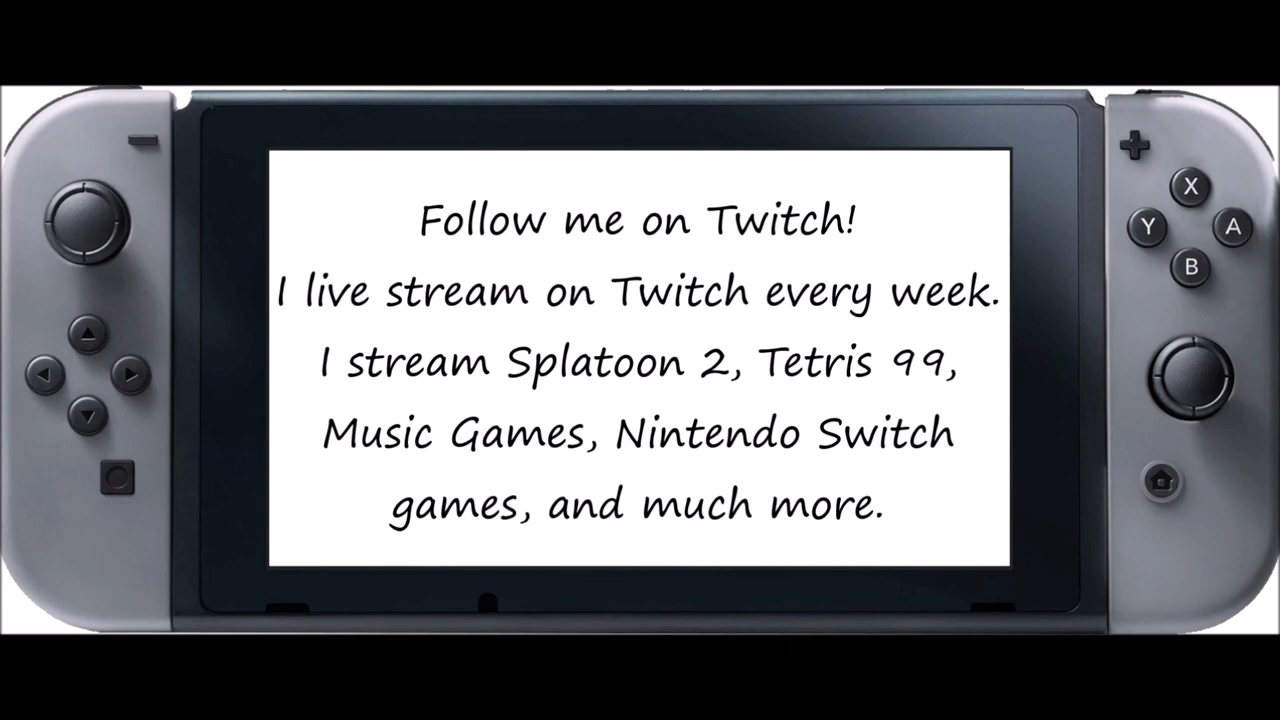 Follow me on Twitch!
I live stream on Twitch every week.
I stream Splatoon 2, Tetris 99,
Music Games, Nintendo Switch
games, and much more.
X
Y
A
B